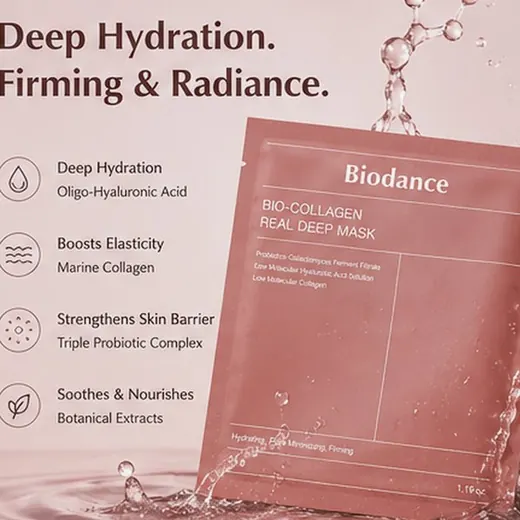 Deep Hydration.
Firming & Radiance.
Deep Hydration
Oligo-Hyaluronic Acid
Boosts Elasticity
Marine Collagen
Strengthens Skin Barrier
Triple Probiotic Complex
Soothes & Nourishes
Botanical Extracts
Biodance
BIO-COLLAGEN
REAL DEEP MASK
Low Molecular Hyaluronic Acid
Low Molecular Collagen
Hydrating, Pore Minimizing, Firming